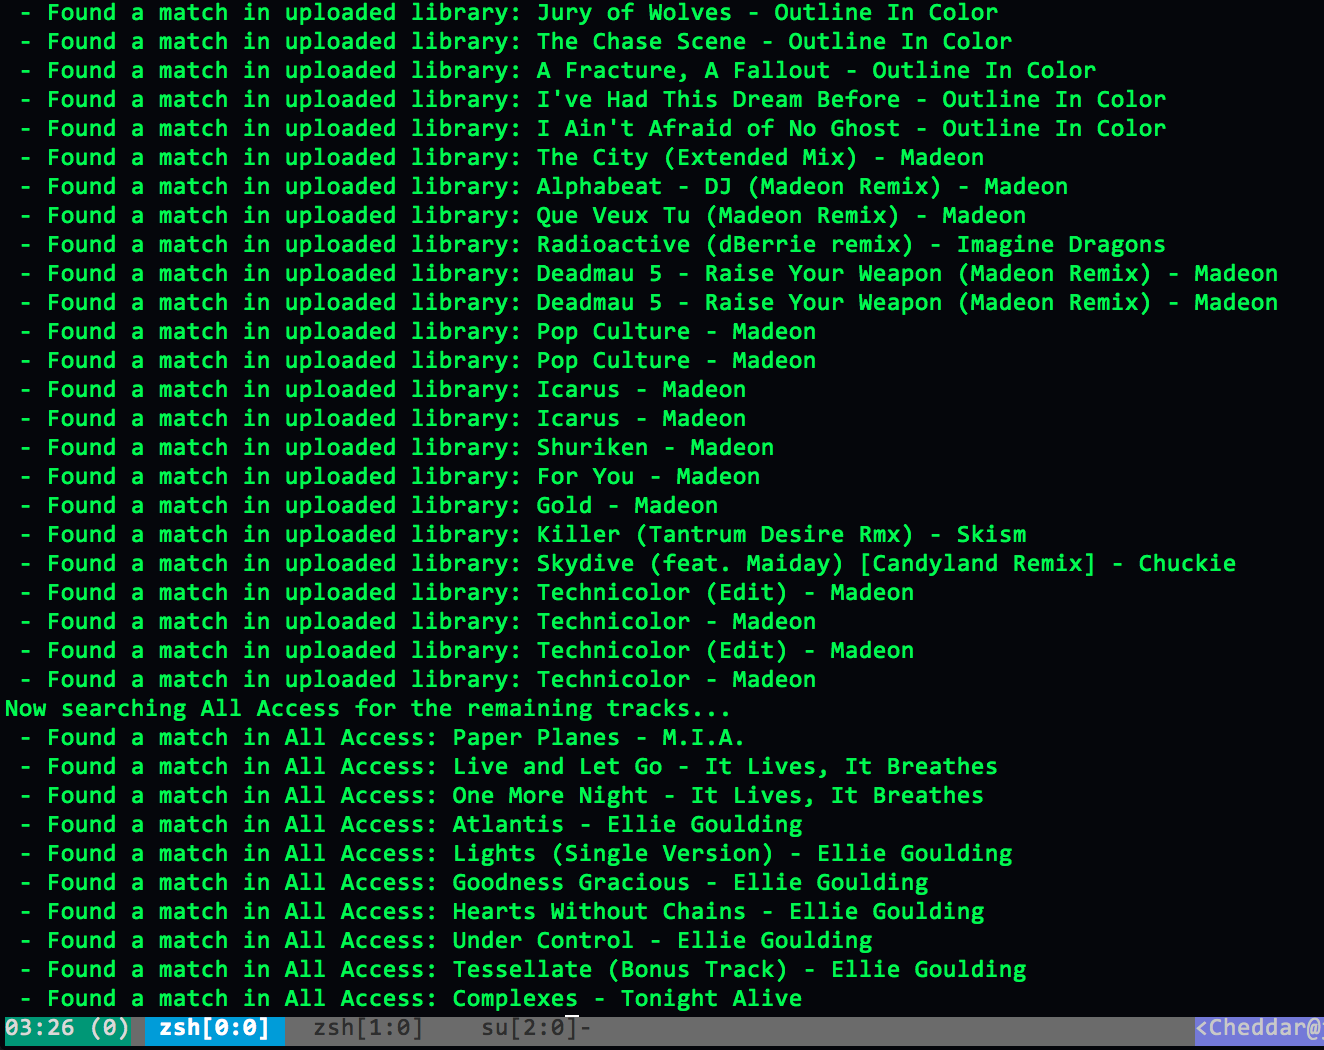 - Found a match in uploaded library: Jury of Wolves - Outline In Color
- Found a match in uploaded library: The Chase Scene - Outline In Color
- Found a match in uploaded library: A Fracture, A Fallout - Outline In Color
- Found a match in uploaded library: I've Had This Dream Before - Outline In Color
- Found a match in uploaded library: I Ain't Afraid of No Ghost - Outline In Color
- Found a match in uploaded library: The City (Extended Mix) - Madeon
- Found a match in uploaded library: Alphabeat - DJ (Madeon Remix) - Madeon
- Found a match in uploaded library: Que Veux Tu (Madeon Remix) - Madeon
- Found a match in uploaded library: Radioactive (dBerrie remix) - Imagine Dragons
- Found a match in uploaded library: Deadmau 5 - Raise Your Weapon (Madeon Remix) - Madeon
- Found a match in uploaded library: Deadmau 5 - Raise Your Weapon (Madeon Remix) - Madeon
- Found a match in uploaded library: Pop Culture - Madeon
- Found a match in uploaded library: Pop Culture - Madeon
- Found a match in uploaded library: Icarus - Madeon
- Found a match in uploaded library: Icarus - Madeon
- Found a match in uploaded library: Shuriken - Madeon
- Found a match in uploaded library: For You - Madeon
- Found a match in uploaded library: Gold - Madeon
- Found a match in uploaded library: Killer (Tantrum Desire Rmx) - Skism
- Found a match in uploaded library: Skydive (feat. Maiday) [Candyland Remix] - Chuckie
- Found a match in uploaded library: Technicolor (Edit) - Madeon
- Found a match in uploaded library: Technicolor - Madeon
- Found a match in uploaded library: Technicolor (Edit) - Madeon
- Found a match in uploaded library: Technicolor - Madeon
Now searching All Access for the remaining tracks...
- Found a match in All Access: Paper Planes - M.I.A.
- Found a match in All Access: Live and Let Go - It Lives, It Breathes
- Found a match in All Access: One More Night - It Lives, It Breathes
- Found a match in All Access: Atlantis - Ellie Goulding
- Found a match in All Access: Lights (Single Version) - Ellie Goulding
- Found a match in All Access: Goodness Gracious - Ellie Goulding
- Found a match in All Access: Hearts Without Chains - Ellie Goulding
- Found a match in All Access: Under Control - Ellie Goulding
- Found a match in All Access: Tessellate (Bonus Track) - Ellie Goulding
- Found a match in All Access: Complexes - Tonight Alive
03:26 (0) zsh[0:0] zsh[1:0] su[2:0]- <Cheddar@